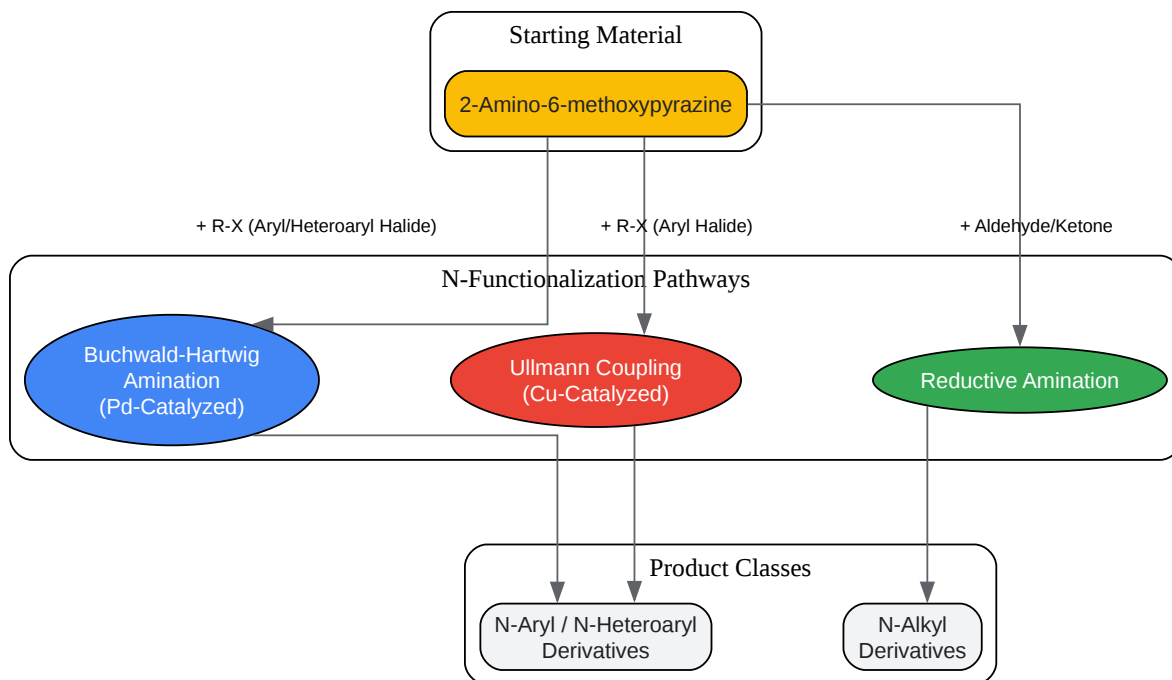 Starting Material
2-Amino-6-methoxypyrazine
+ R-X (Aryl/Heteroaryl Halide)
+ R-X (Aryl Halide)
+ Aldehyde/Ketone
N-Functionalization Pathways
Buchwald-Hartwig
Amination
(Pd-Catalyzed)
Ullmann Coupling
(Cu-Catalyzed)
Reductive Amination
Product Classes
N-Aryl / N-Heteroaryl
Derivatives
N-Alkyl
Derivatives